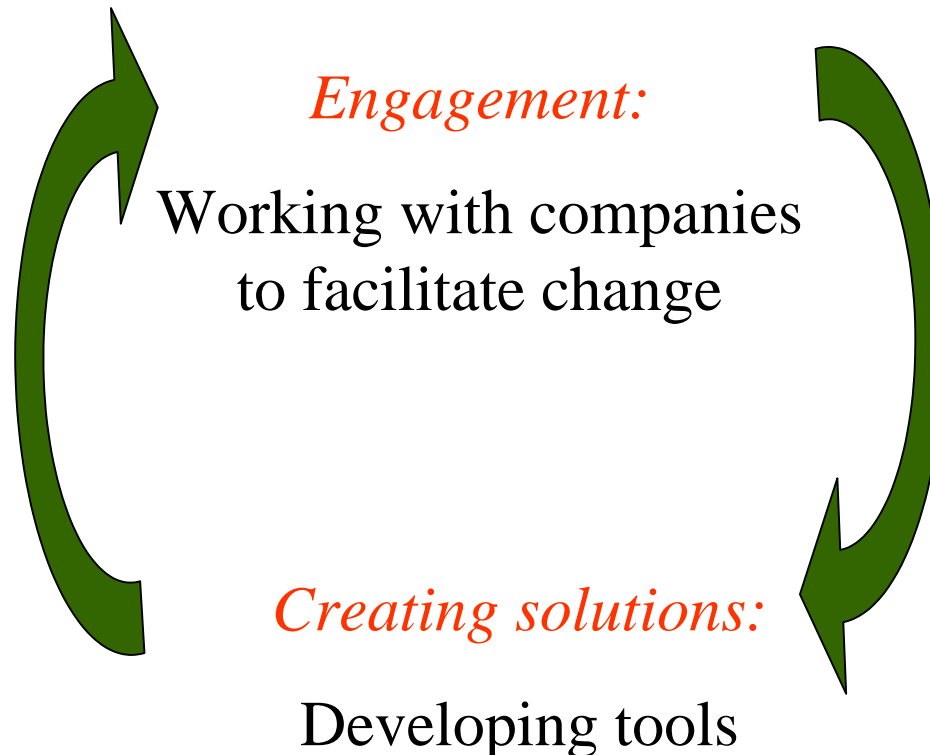 Engagement:
Working with companies
to facilitate change
Creating solutions:
Developing tools